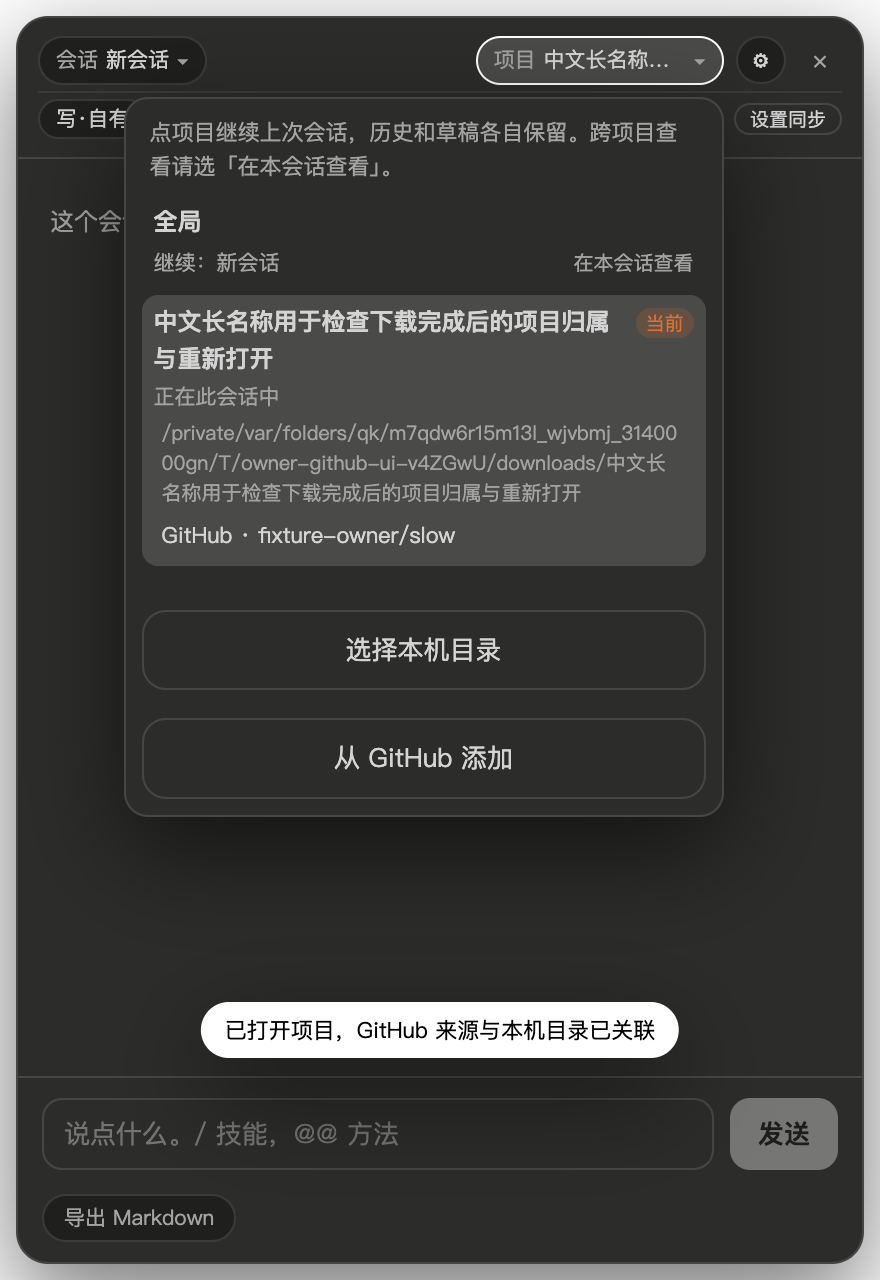 会话 新会话
项目 中文长名称...
写·自有
设置同步
点项目继续上次会话，历史和草稿各自保留。跨项目查
看请选「在本会话查看」。
这个会
全局
继续：新会话
在本会话查看
中文长名称用于检查下载完成后的项目归属
与重新打开
当前
正在此会话中
/private/var/folders/qk/m7qdw6r15m13l_wjvbmj_31400
00gn/T/owner-github-ui-v4ZGwU/downloads/中文长
名称用于检查下载完成后的项目归属与重新打开
GitHub · fixture-owner/slow
选择本机目录
从 GitHub 添加
已打开项目，GitHub 来源与本机目录已关联
说点什么。/ 技能，@@ 方法
发送
导出 Markdown